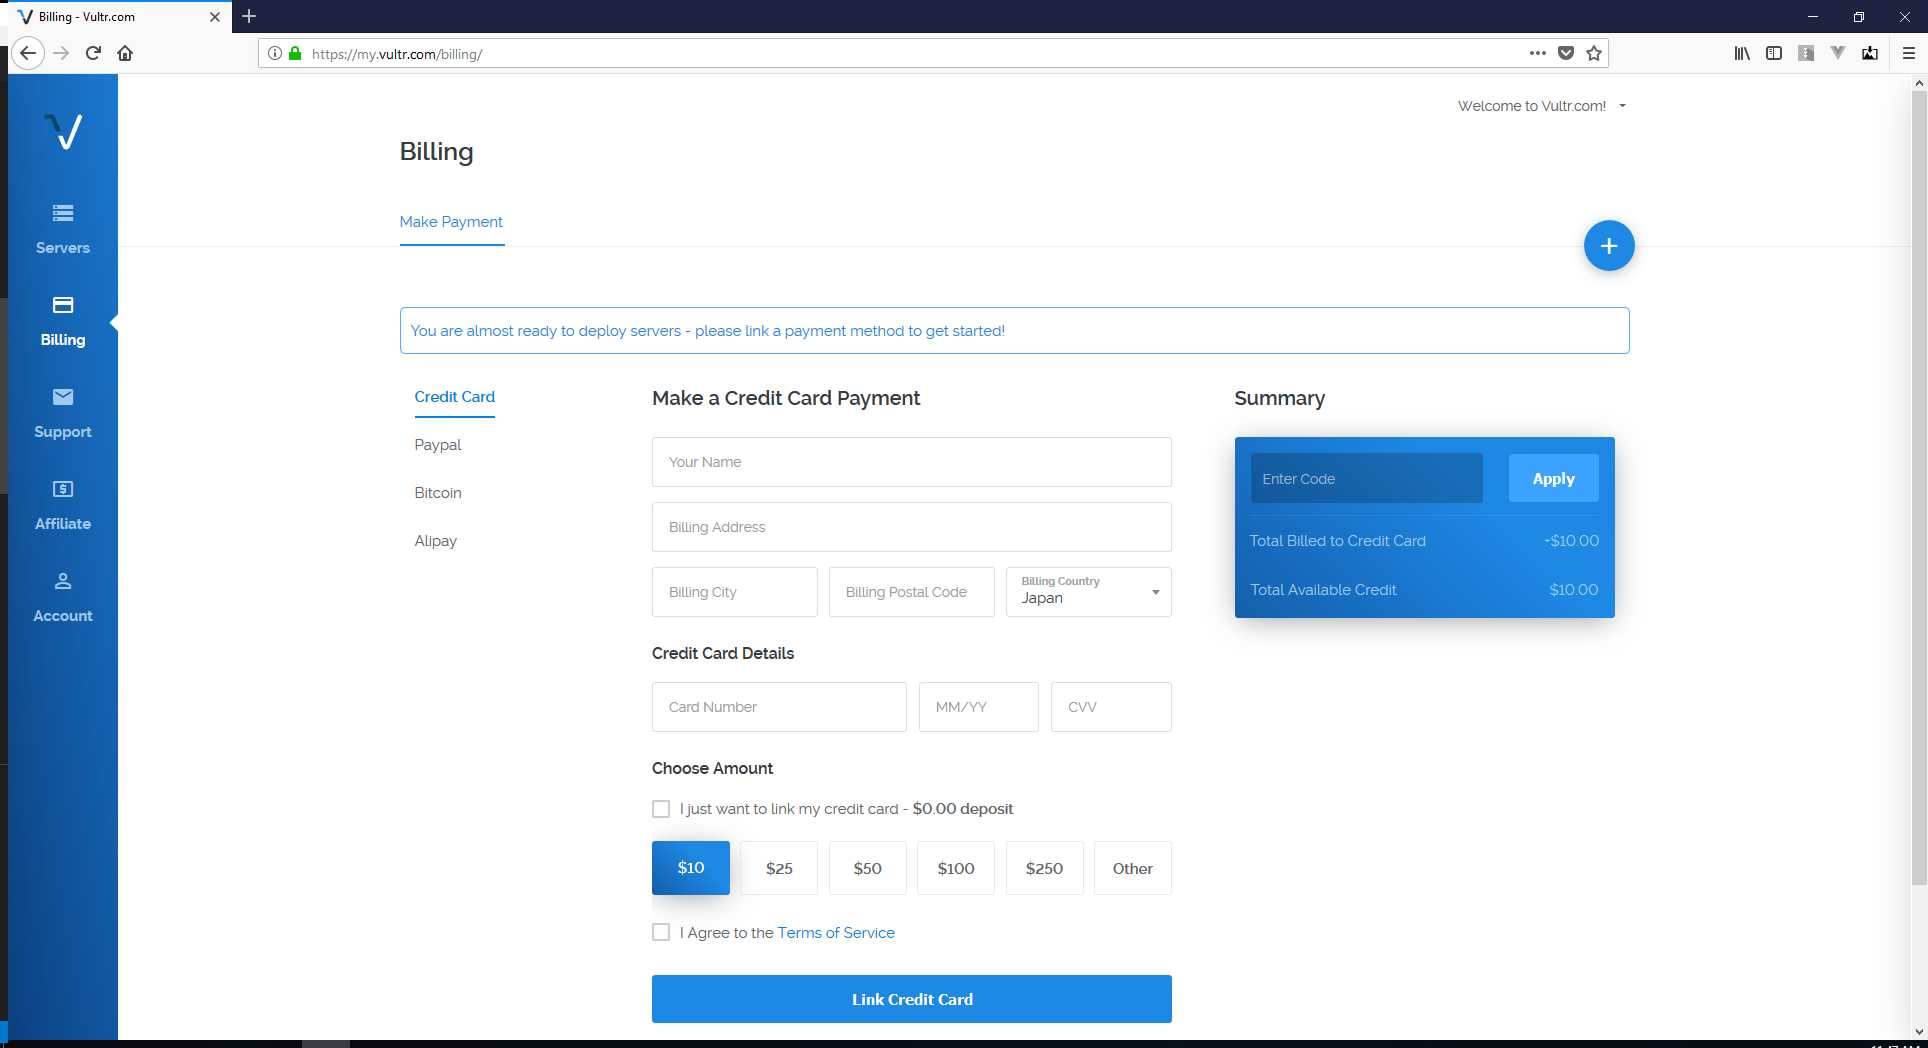 Billing - Vultr.com
https://my.vultr.com/billing/
Welcome to Vultr.com!
Billing
Servers
Billing
Support
Affiliate
Account
Make Payment
You are almost ready to deploy servers - please link a payment method to get started!
Credit Card
Paypal
Bitcoin
Alipay
Make a Credit Card Payment
Your Name
Billing Address
Billing City
Billing Postal Code
Billing Country
Japan
Credit Card Details
Card Number
MM/YY
CVV
Choose Amount
I just want to link my credit card - $0.00 deposit
$10
$25
$50
$100
$250
Other
I Agree to the Terms of Service
Link Credit Card
Summary
Enter Code
Apply
Total Billed to Credit Card
+$10.00
Total Available Credit
$10.00